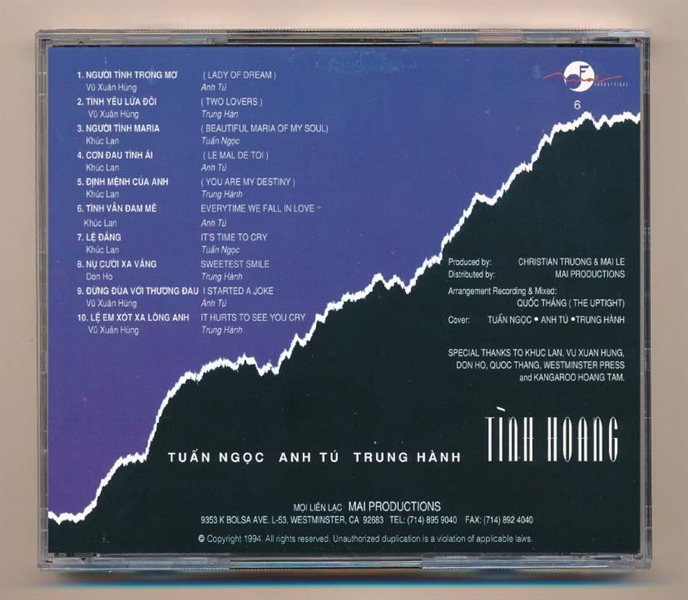 F
PRODUCTIONS
6
1. NGƯỜI TÌNH TRONG MƠ ( LADY OF DREAM )
Vũ Xuân Hùng Anh Tú
2. TÌNH YÊU LỨA ĐÔI ( TWO LOVERS )
Vũ Xuân Hùng Trung Hàn
3. NGƯỜI TÌNH MARIA ( BEAUTIFUL MARIA OF MY SOUL)
Khúc Lan Tuấn Ngọc
4. CƠN ĐAU TÌNH ÁI ( LE MAL DE TOI )
Khúc Lan Anh Tú
5. ĐỊNH MỆNH CỦA ANH ( YOU ARE MY DESTINY )
Khúc Lan Trung Hành
6. TÌNH VẪN ĐAM MÊ EVERYTIME WE FALL IN LOVE
Khúc Lan Anh Tú
7. LỆ ĐẮNG IT'S TIME TO CRY
Khúc Lan Tuấn Ngọc
8. NỤ CƯỜI XA VẮNG SWEETEST SMILE
Don Ho Trung Hành
9. ĐỪNG ĐÙA VỚI THƯƠNG ĐAU I STARTED A JOKE
Vũ Xuân Hùng Anh Tú
10. LỆ EM XÓT XA LÒNG ANH IT HURTS TO SEE YOU CRY
Vũ Xuân Hùng Trung Hành
Produced by: CHRISTIAN TRUONG & MAI LE
Distributed by: MAI PRODUCTIONS
Arrangement Recording & Mixed:
QUỐC THẮNG ( THE UPTIGHT)
Cover: TUẤN NGỌC • ANH TÚ • TRUNG HÀNH
SPECIAL THANKS TO KHUC LAN, VU XUAN HUNG,
DON HO, QUOC THANG, WESTMINSTER PRESS
and KANGAROO HOANG TAM.
TÌNH HOANG
TUẤN NGỌC ANH TÚ TRUNG HÀNH
MỌI LIÊN LẠC MAI PRODUCTIONS
9353 K BOLSA AVE. L-53, WESTMINSTER, CA 92683 TEL: (714) 895 9040 FAX: (714) 892 4040
© Copyright 1994. All rights reserved. Unauthorized duplication is a violation of applicable laws.